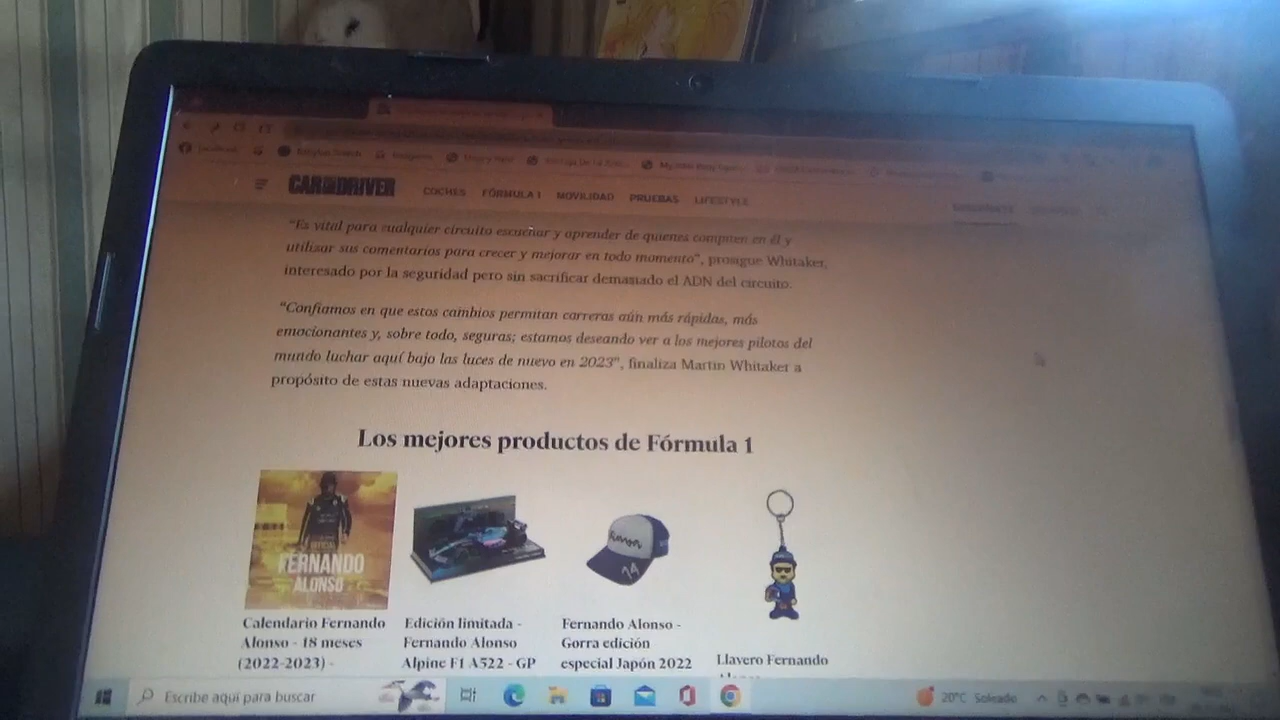 CAR AND DRIVER COCHES FÓRMULA 1 MOVILIDAD PRUEBAS LIFESTYLE
“Es vital para cualquier circuito escuchar y aprender de quienes compiten en él y
utilizar sus comentarios para crecer y mejorar en todo momento”, prosigue Whitaker,
interesado por la seguridad pero sin sacrificar demasiado el ADN del circuito.
“Confiamos en que estos cambios permitan carreras aún más rápidas, más
emocionantes y, sobre todo, seguras; estamos deseando ver a los mejores pilotos del
mundo luchar aquí bajo las luces de nuevo en 2023”, finaliza Martin Whitaker a
propósito de estas nuevas adaptaciones.
Los mejores productos de Fórmula 1
FERNANDO
ALONSO
14
Calendario Fernando
Alonso - 18 meses
(2022-2023) -
Edición limitada -
Fernando Alonso
Alpine F1 A522 - GP
Fernando Alonso -
Gorra edición
especial Japón 2022
Llavero Fernando
Escribe aquí para buscar
20°C Soleado